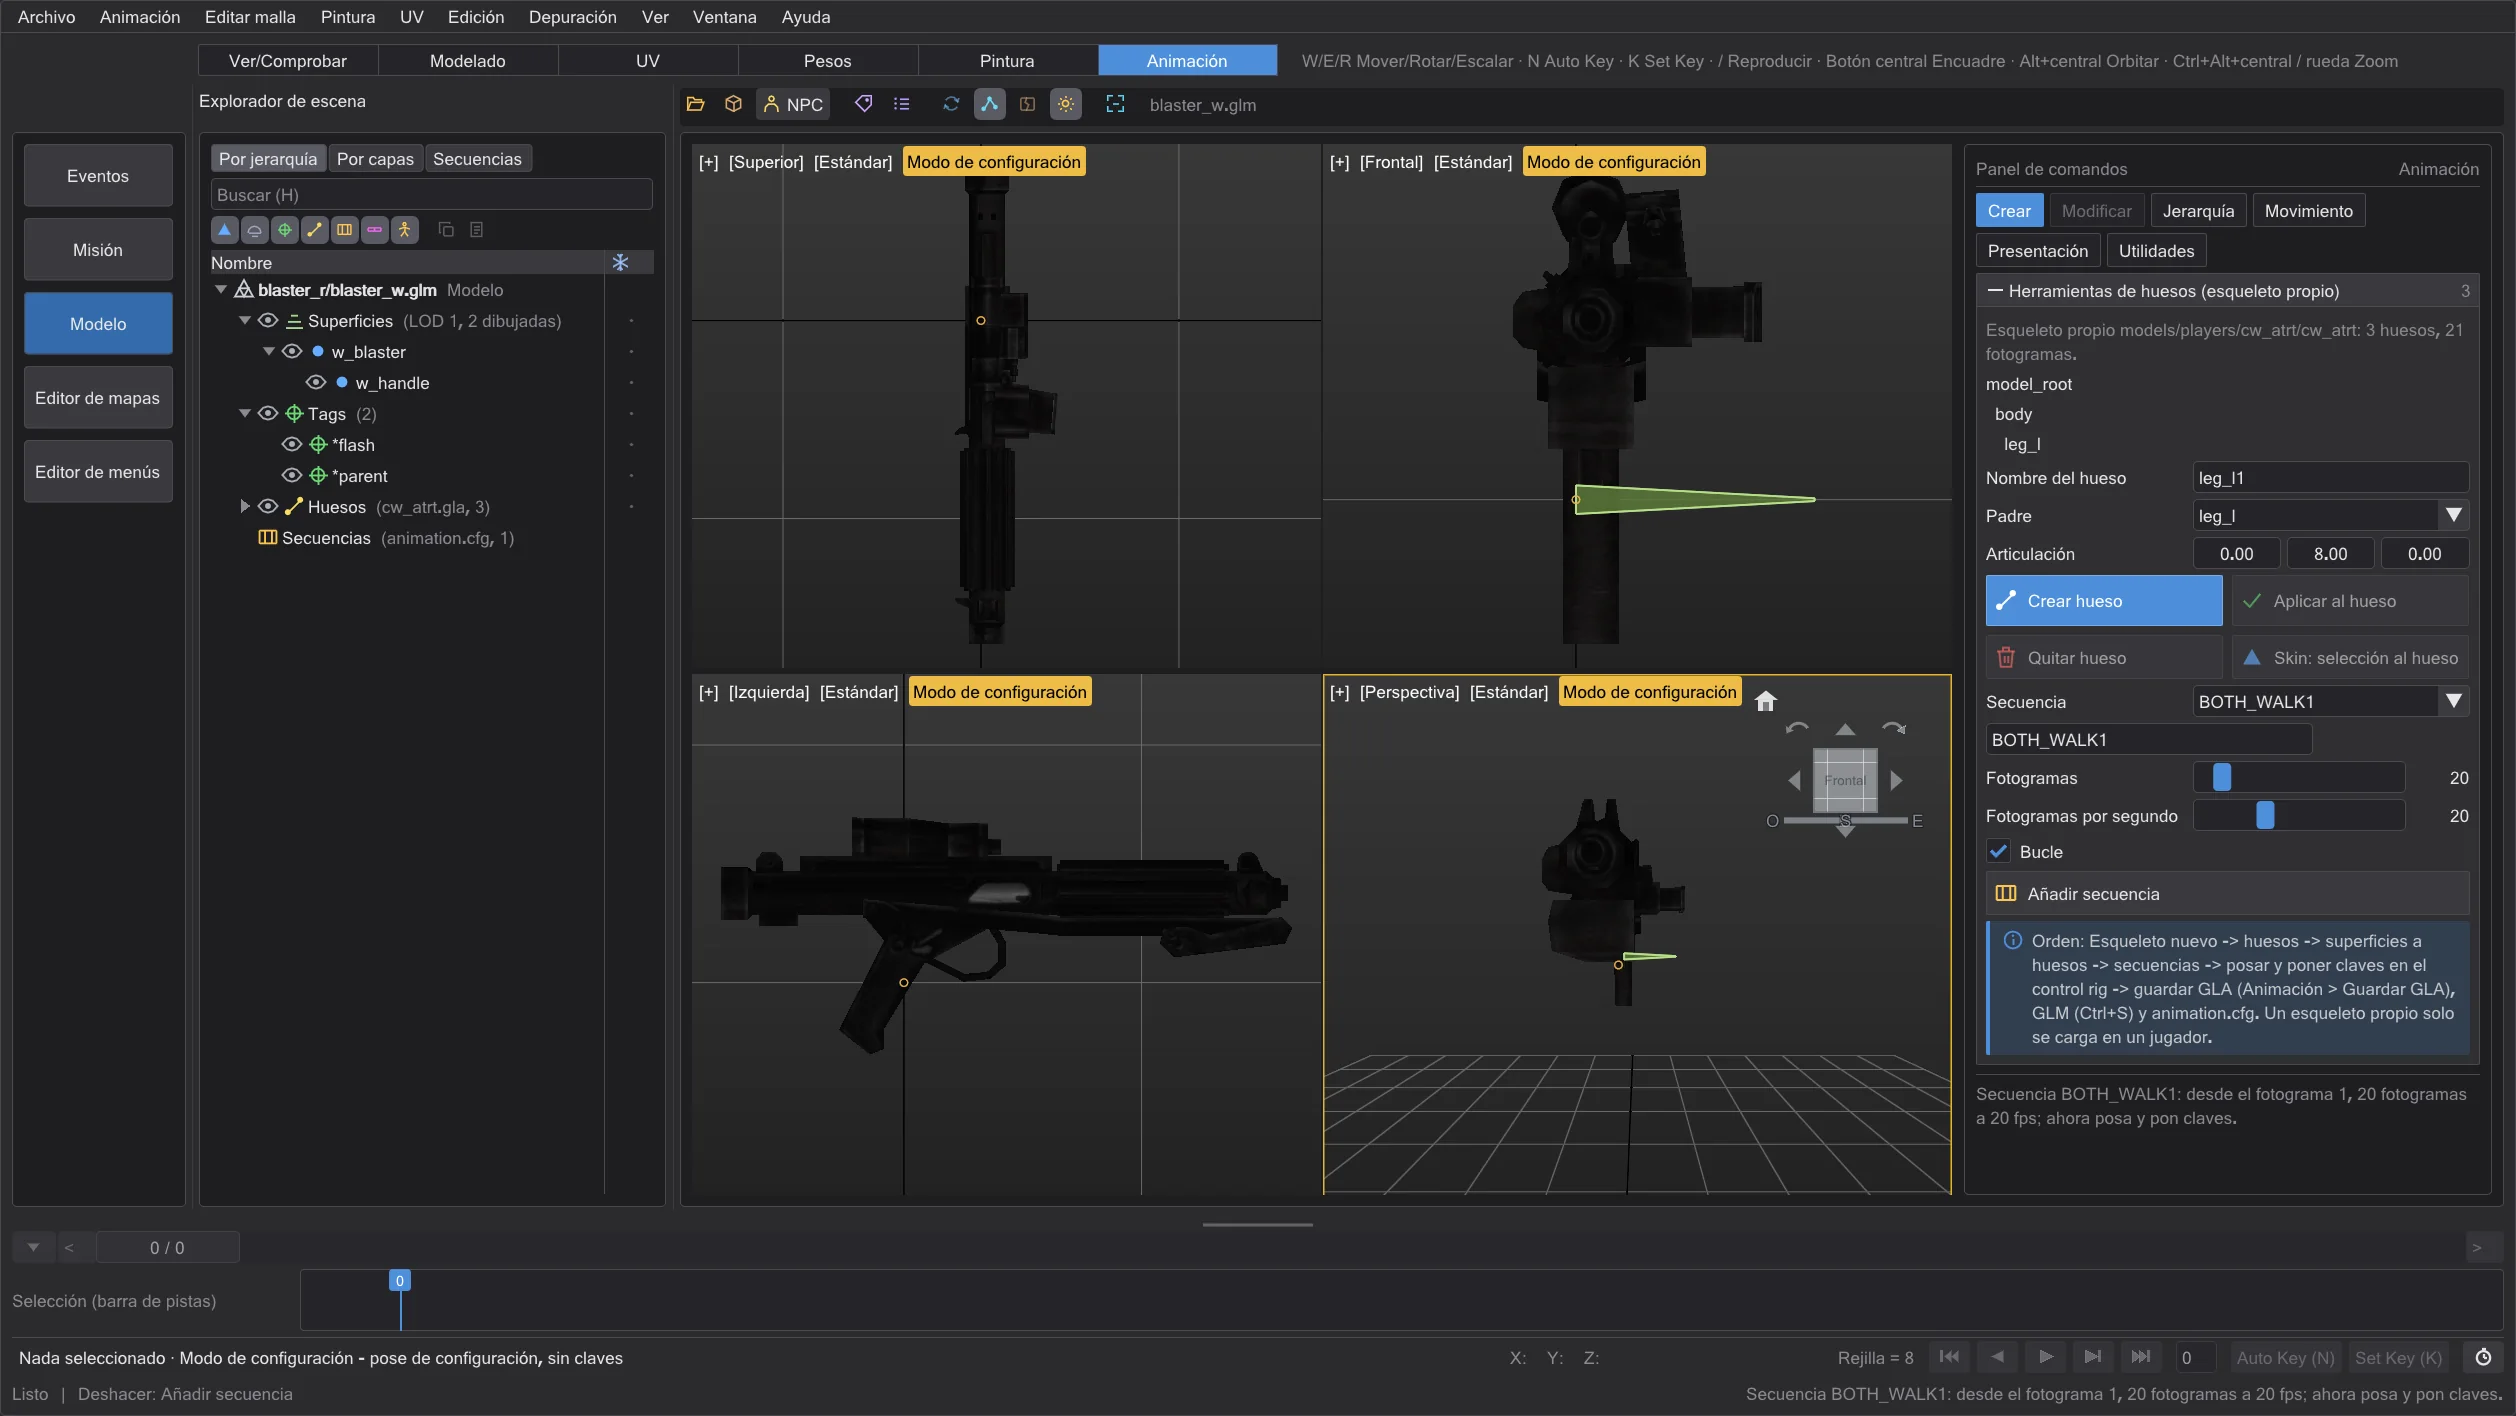 Archivo Animación Editar malla Pintura UV Edición Depuración Ver Ventana Ayuda
Ver/Comprobar Modelado UV Pesos Pintura Animación W/E/R Mover/Rotar/Escalar · N Auto Key · K Set Key · / Reproducir · Botón central Encuadre · Alt+central Orbitar · Ctrl+Alt+central / rueda Zoom
Explorador de escena
NPC blaster_w.glm
Eventos
Misión
Modelo
Editor de mapas
Editor de menús
Por jerarquía Por capas Secuencias
Buscar (H)
Nombre
blaster_r/blaster_w.glm Modelo
Superficies (LOD 1, 2 dibujadas)
w_blaster
w_handle
Tags (2)
*flash
*parent
Huesos (cw_atrt.gla, 3)
Secuencias (animation.cfg, 1)
[+] [Superior] [Estándar] Modo de configuración
[+] [Frontal] [Estándar] Modo de configuración
[+] [Izquierda] [Estándar] Modo de configuración
[+] [Perspectiva] [Estándar] Modo de configuración
Frontal
O S E
Panel de comandos Animación
Crear Modificar Jerarquía Movimiento
Presentación Utilidades
Herramientas de huesos (esqueleto propio) 3
Esqueleto propio models/players/cw_atrt/cw_atrt: 3 huesos, 21
fotogramas.
model_root
body
leg_l
Nombre del hueso leg_l1
Padre leg_l
Articulación 0.00 8.00 0.00
Crear hueso Aplicar al hueso
Quitar hueso Skin: selección al hueso
Secuencia BOTH_WALK1
BOTH_WALK1
Fotogramas 20
Fotogramas por segundo 20
Bucle
Añadir secuencia
Orden: Esqueleto nuevo -> huesos -> superficies a
huesos -> secuencias -> posar y poner claves en el
control rig -> guardar GLA (Animación > Guardar GLA),
GLM (Ctrl+S) y animation.cfg. Un esqueleto propio solo
se carga en un jugador.
Secuencia BOTH_WALK1: desde el fotograma 1, 20 fotogramas
a 20 fps; ahora posa y pon claves.
< 0 / 0 >
0
Selección (barra de pistas)
Nada seleccionado · Modo de configuración - pose de configuración, sin claves X: Y: Z: Rejilla = 8 0 Auto Key (N) Set Key (K)
Listo | Deshacer: Añadir secuencia Secuencia BOTH_WALK1: desde el fotograma 1, 20 fotogramas a 20 fps; ahora posa y pon claves.